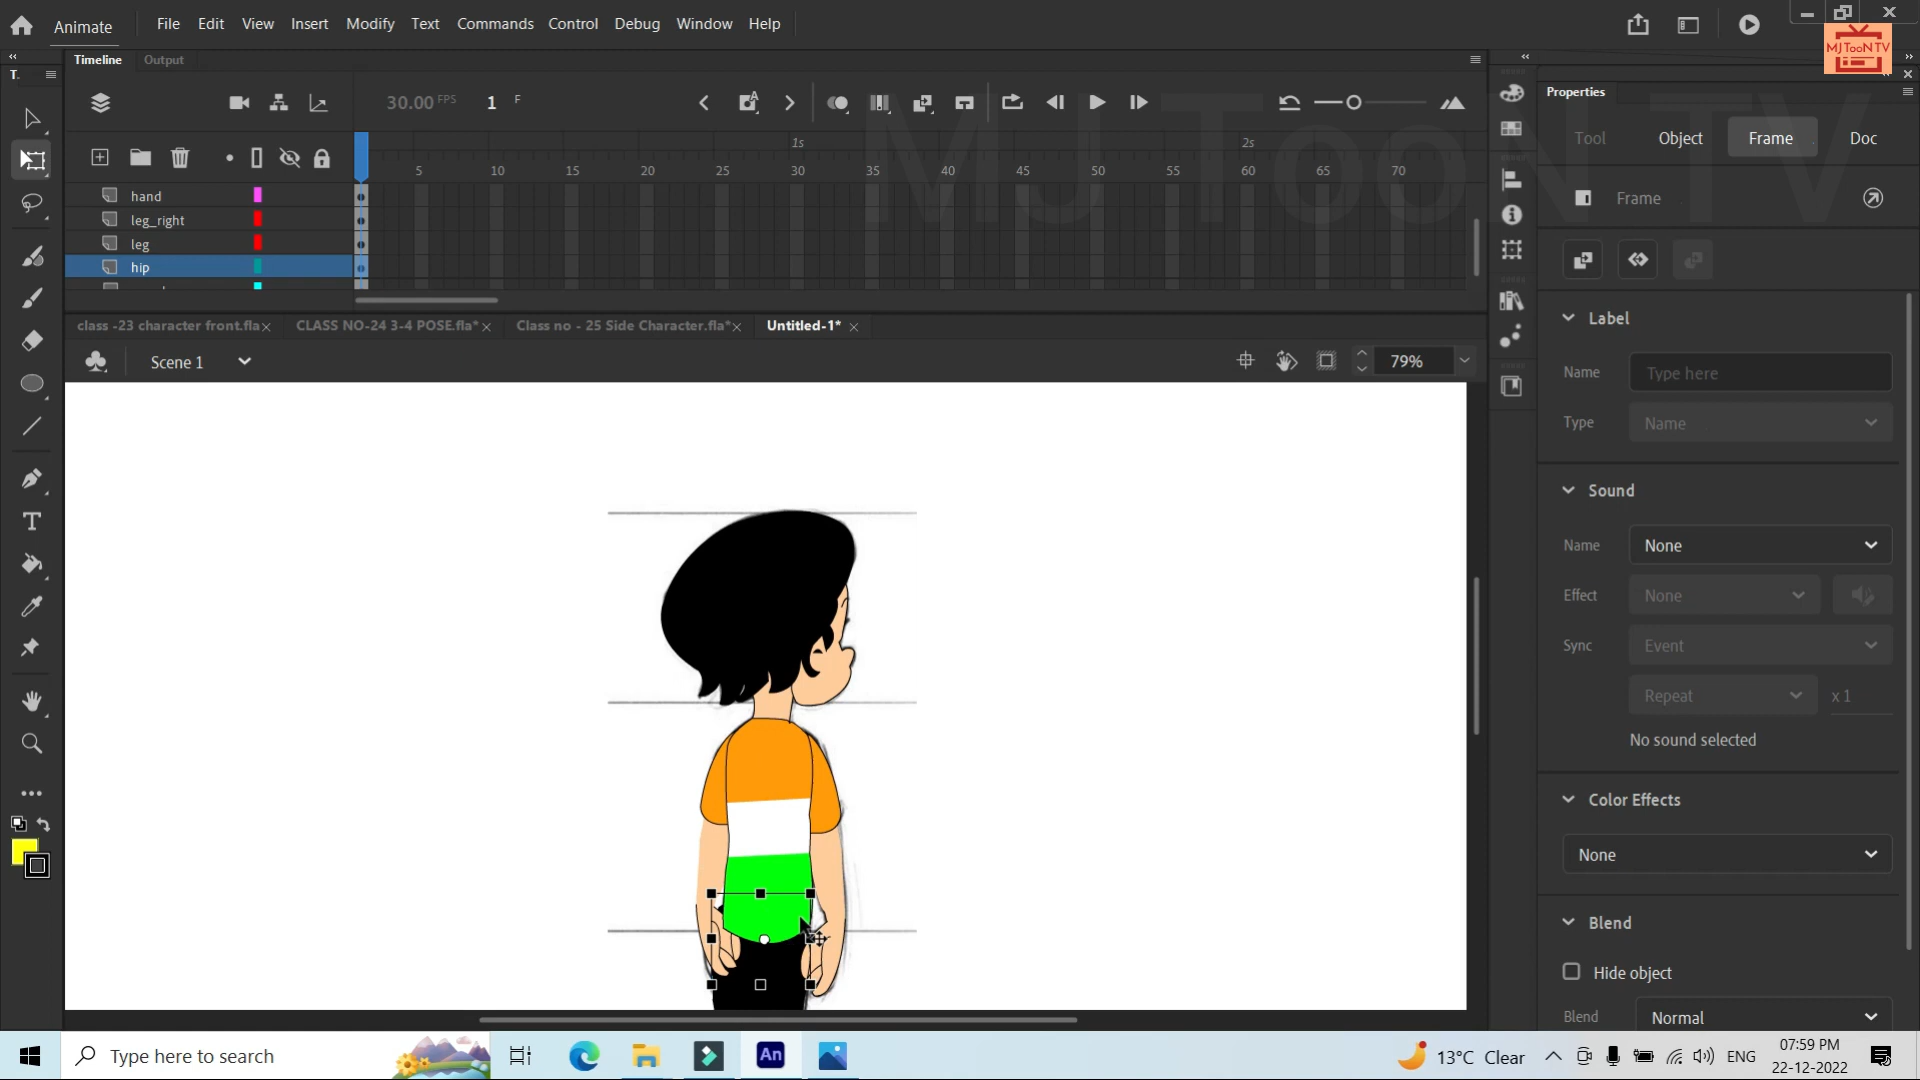 Animate
File
Edit
View
Insert
Modify
Text
Commands
Control
Debug
Window
Help
MJTooN TV
Timeline
Output
T.
30.00 FPS
1 F
Properties
Tool
Object
Frame
Doc
1s
2s
5 10 15 20 25 30 35 40 45 50 55 60 65 70
MJ TooN TV
hand
leg_right
leg
hip
Frame
class -23 character front.fla
CLASS NO-24 3-4 POSE.fla*
Class no - 25 Side Character.fla*
Untitled-1*
Scene 1
79%
Label
Name Type here
Type Name
Sound
Name None
Effect None
Sync Event
Repeat x 1
No sound selected
Color Effects
None
Blend
Hide object
Blend Normal
Type here to search
An
13°C Clear
ENG
07:59 PM
22-12-2022